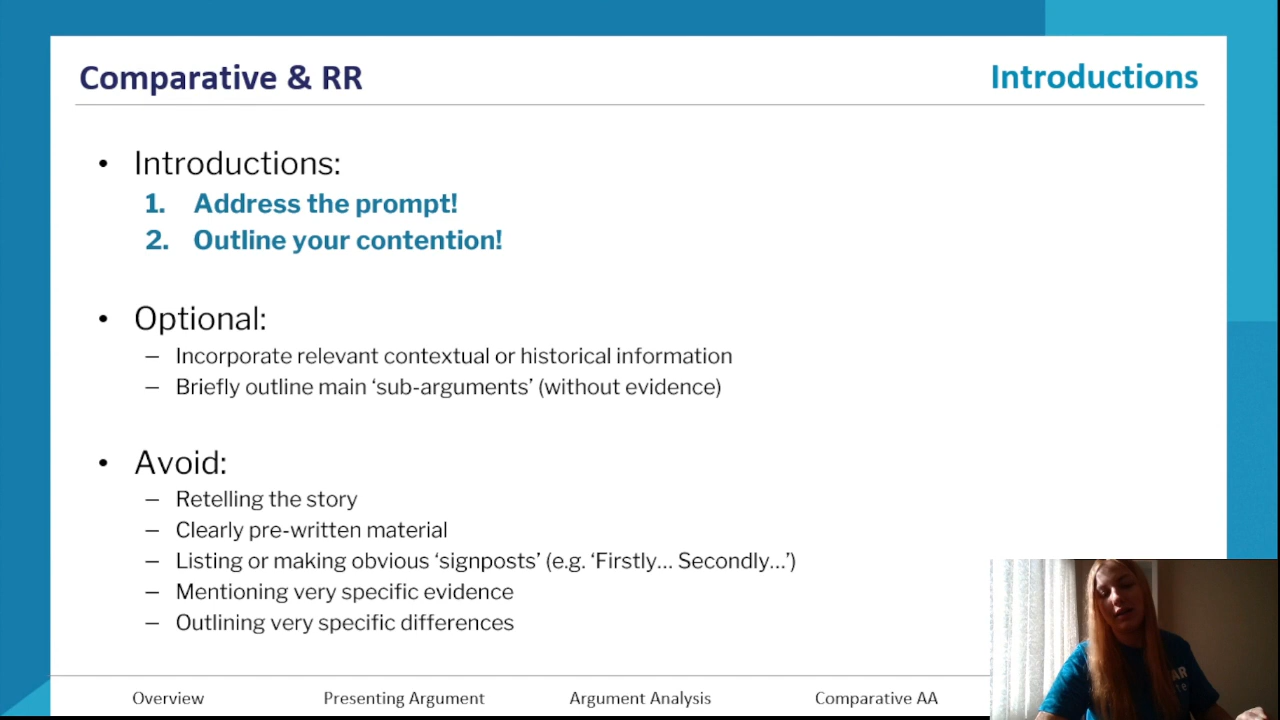 Comparative & RR
Introductions
• Introductions:
1. Address the prompt!
2. Outline your contention!
• Optional:
– Incorporate relevant contextual or historical information
– Briefly outline main ‘sub-arguments’ (without evidence)
• Avoid:
– Retelling the story
– Clearly pre-written material
– Listing or making obvious ‘signposts’ (e.g. ‘Firstly… Secondly…’)
– Mentioning very specific evidence
– Outlining very specific differences
Overview
Presenting Argument
Argument Analysis
Comparative AA